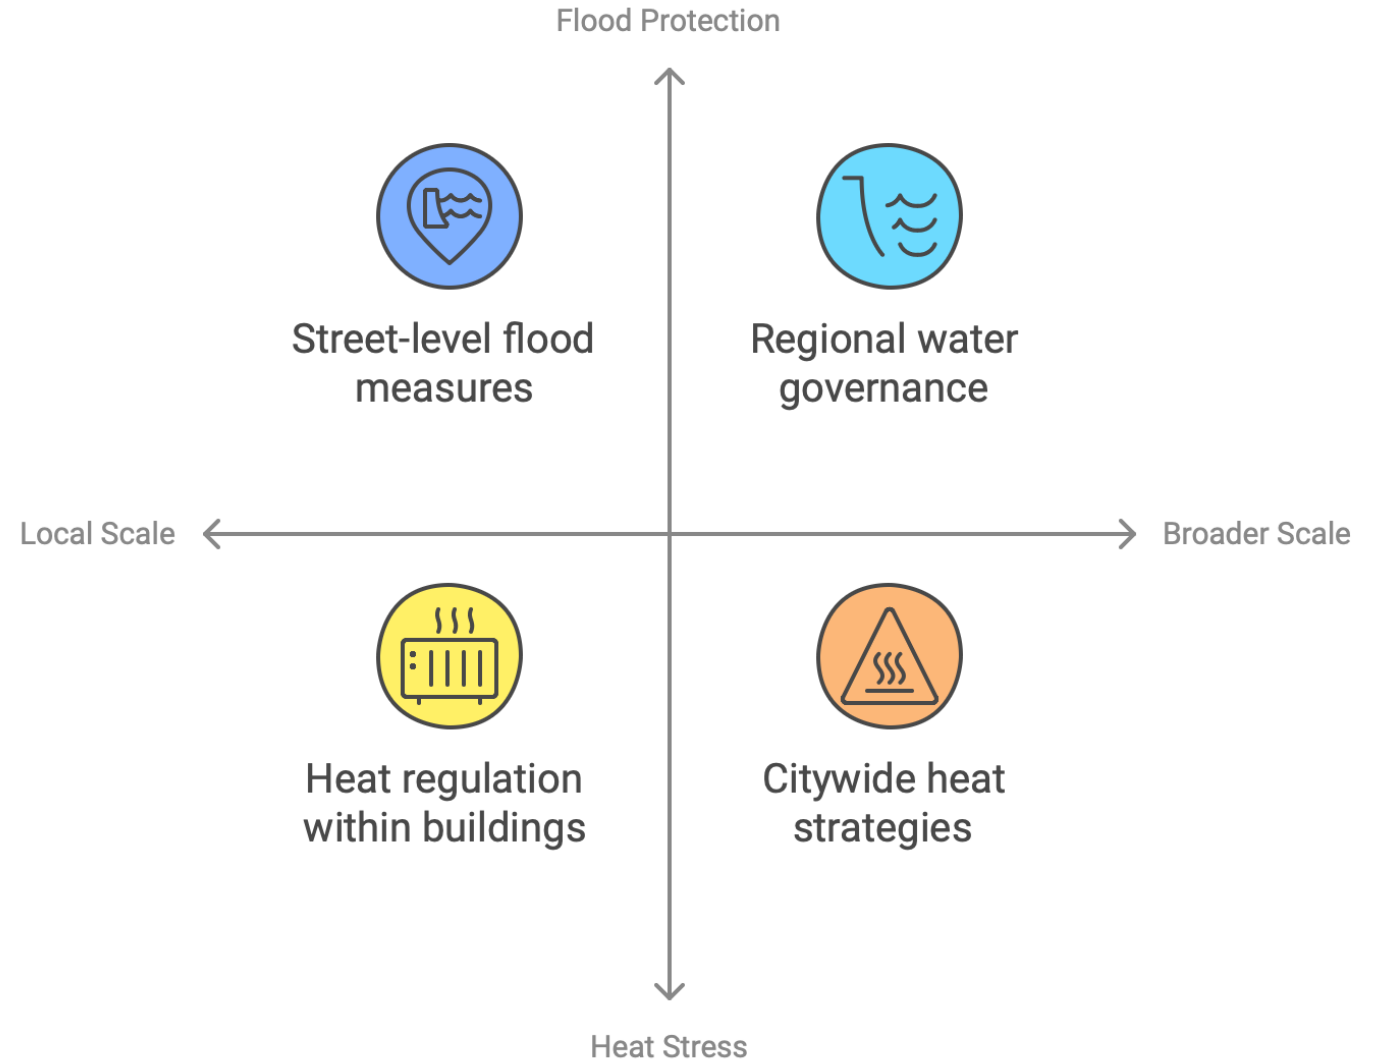 Flood Protection
Street-level flood
measures
Regional water
governance
Local Scale
Broader Scale
Heat regulation
within buildings
Citywide heat
strategies
Heat Stress